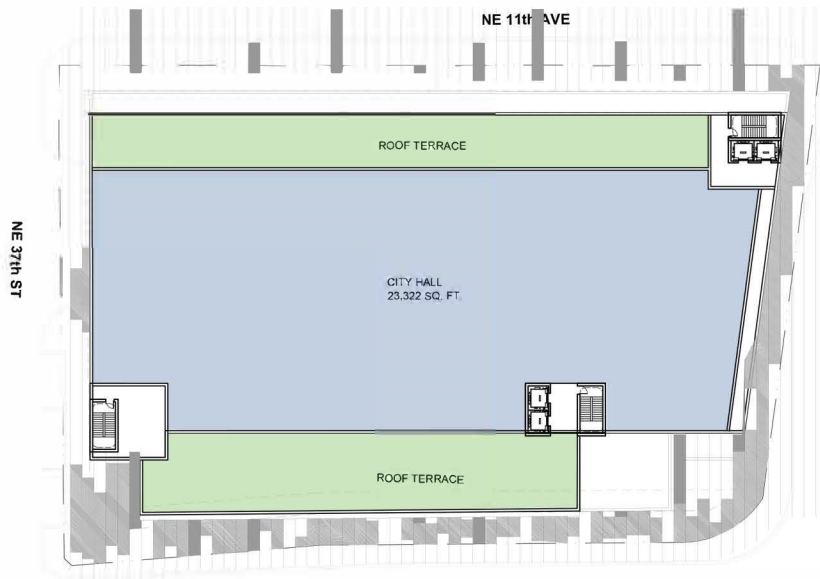 NE 11th AVE
ROOF TERRACE
NE 37th ST
CITY HALL
23,322 SQ. FT.
ROOF TERRACE